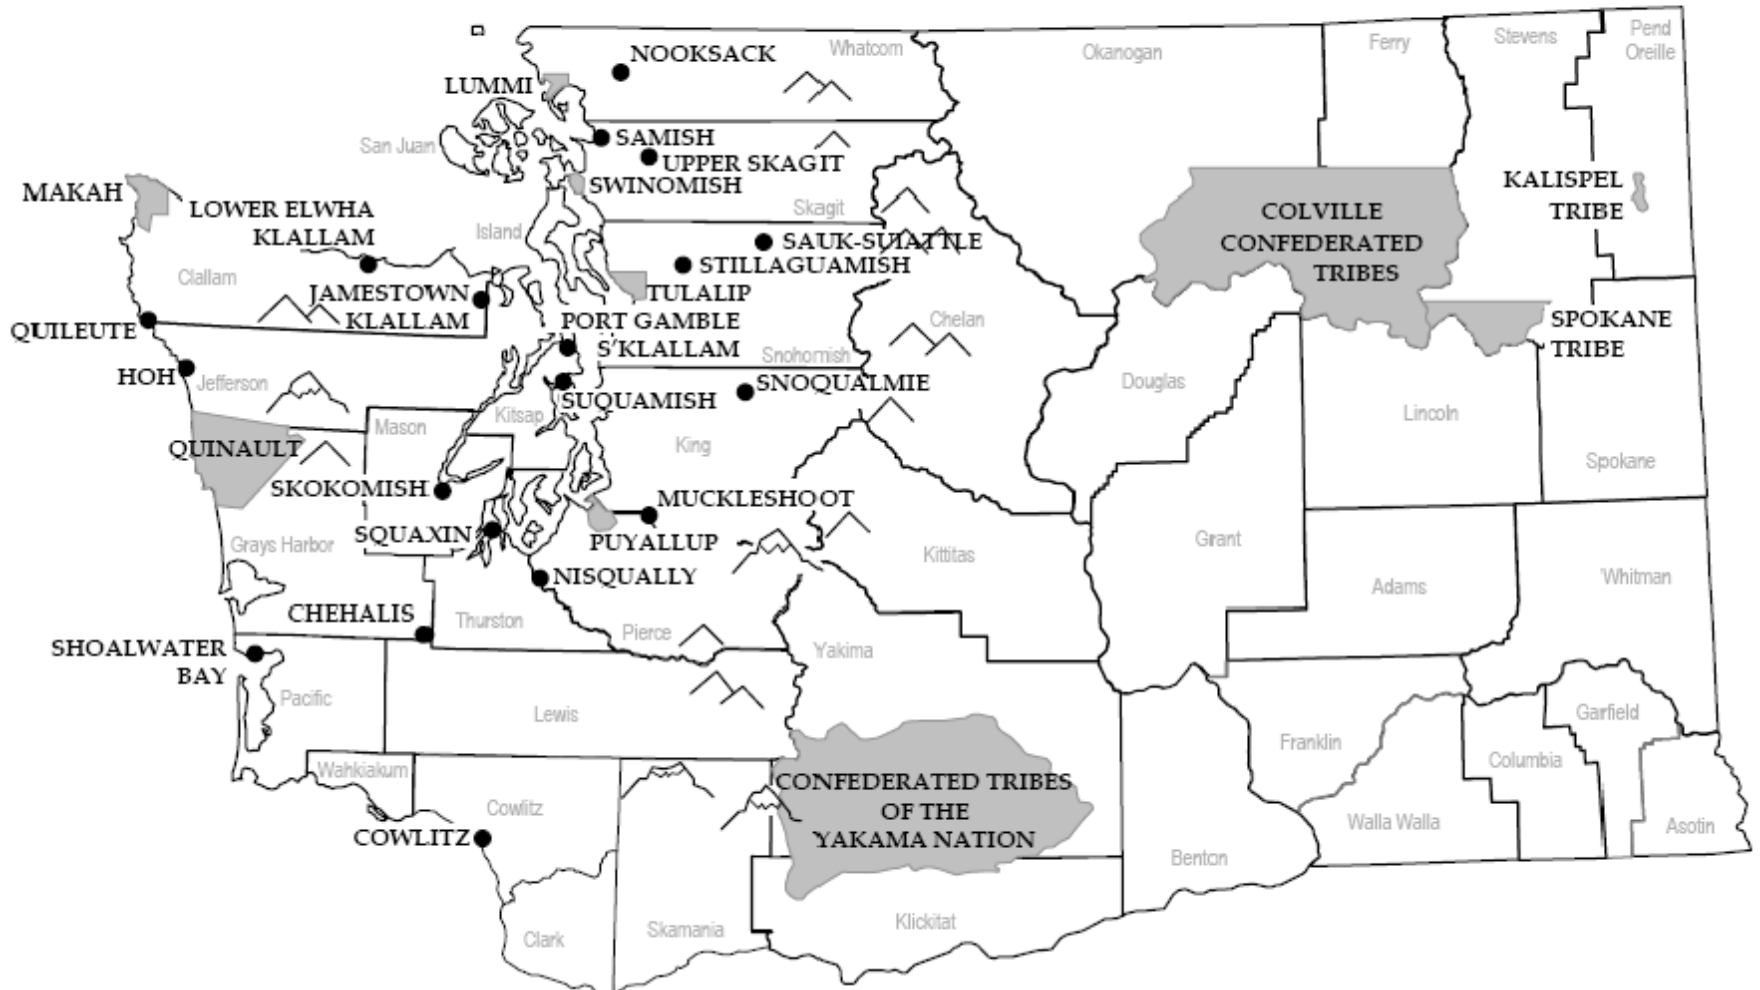 NOOKSACK
Whatcom
Okanogan
Ferry
Stevens
Pend
Oreille
LUMMI
San Juan
SAMISH
UPPER SKAGIT
SWINOMISH
MAKAH
LOWER ELWHA
KLALLAM
Island
Skagit
KALISPEL
TRIBE
COLVILLE
CONFEDERATED
TRIBES
SAUK-SUIATTLE
STILLAGUAMISH
Clallam
JAMESTOWN
KLALLAM
TULALIP
QUILEUTE
PORT GAMBLE
S'KLALLAM
Chelan
SPOKANE
TRIBE
Snohomish
HOH
Jefferson
SNOQUALMIE
Douglas
SUQUAMISH
Kitsap
Lincoln
Mason
QUINAULT
King
Spokane
SKOKOMISH
MUCKLESHOOT
SQUAXIN
PUYALLUP
Grays Harbor
Kittitas
Grant
NISQUALLY
Adams
Whitman
CHEHALIS
Thurston
Pierce
SHOALWATER
BAY
Yakima
Pacific
Lewis
Garfield
Franklin
Columbia
Wahkiakum
CONFEDERATED TRIBES
OF THE
YAKAMA NATION
Cowlitz
COWLITZ
Walla Walla
Asotin
Benton
Klickitat
Skamania
Clark